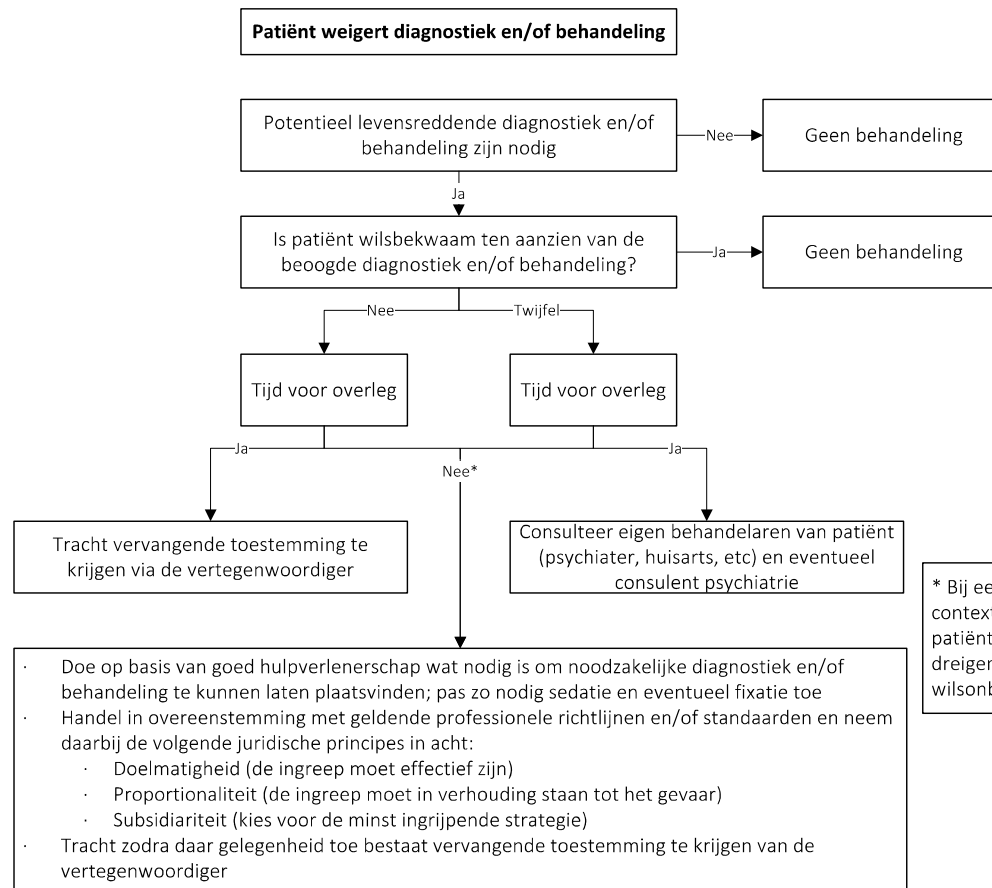 Patiënt weigert diagnostiek en/of behandeling
Potentieel levensreddende diagnostiek en/of
behandeling zijn nodig
Nee
Geen behandeling
Ja
Is patiënt wilsbekwaam ten aanzien van de
beoogde diagnostiek en/of behandeling?
Ja
Geen behandeling
Nee
Twijfel
Tijd voor overleg
Tijd voor overleg
Ja
Nee*
Ja
Tracht vervangende toestemming te
krijgen via de vertegenwoordiger
Consulteer eigen behandelaren van patiënt
(psychiater, huisarts, etc) en eventueel
consulent psychiatrie
* Bij
context
patiënt
· Doe op basis van goed hulpverlenerschap wat nodig is om noodzakelijke diagnostiek en/of
behandeling te kunnen laten plaatsvinden; pas zo nodig sedatie en eventueel fixatie toe
· Handel in overeenstemming met geldende professionele richtlijnen en/of standaarden en neem
daarbij de volgende juridische principes in acht:
· Doelmatigheid (de ingreep moet effectief zijn)
· Proportionaliteit (de ingreep moet in verhouding staan tot het gevaar)
· Subsidiariteit (kies voor de minst ingrijpende strategie)
· Tracht zodra daar gelegenheid toe bestaat vervangende toestemming te krijgen van de
vertegenwoordiger